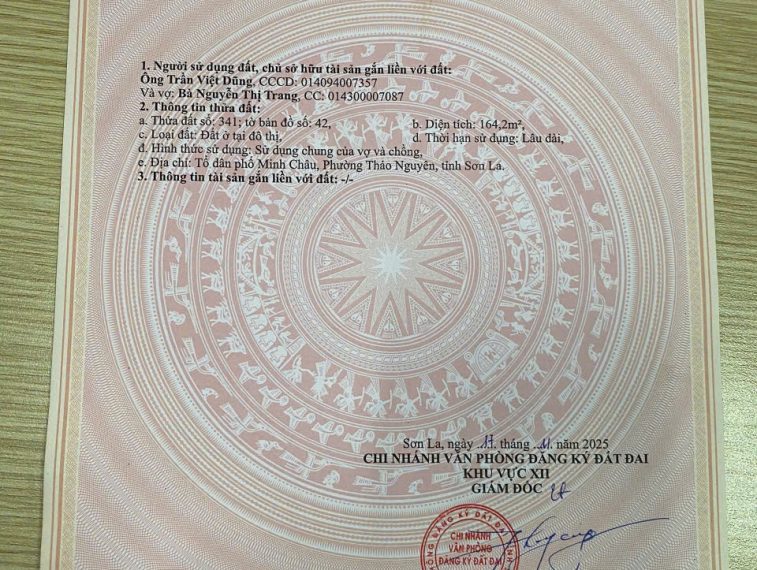 1. Người sử dụng đất, chủ sở hữu tài sản gắn liền với đất:
Ông Trần Việt Dũng, CCCD: 014094007357
Và vợ: Bà Nguyễn Thị Trang, CC: 014300007087
2. Thông tin thửa đất:
a. Thửa đất số: 341; tờ bản đồ số: 42, b. Diện tích: 164,2m²,
c. Loại đất: Đất ở tại đô thị, d. Thời hạn sử dụng: Lâu dài,
đ. Hình thức sử dụng: Sử dụng chung của vợ và chồng,
e. Địa chỉ: Tổ dân phố Minh Châu, Phường Thảo Nguyên, tỉnh Sơn La.
3. Thông tin tài sản gắn liền với đất: -/-
Sơn La, ngày 17 tháng 11 năm 2025
CHI NHÁNH VĂN PHÒNG ĐĂNG KÝ ĐẤT ĐAI
KHU VỰC XII
GIÁM ĐỐC
CHI NHÁNH
VĂN PHÒNG
ĐĂNG KÝ ĐẤT ĐAI